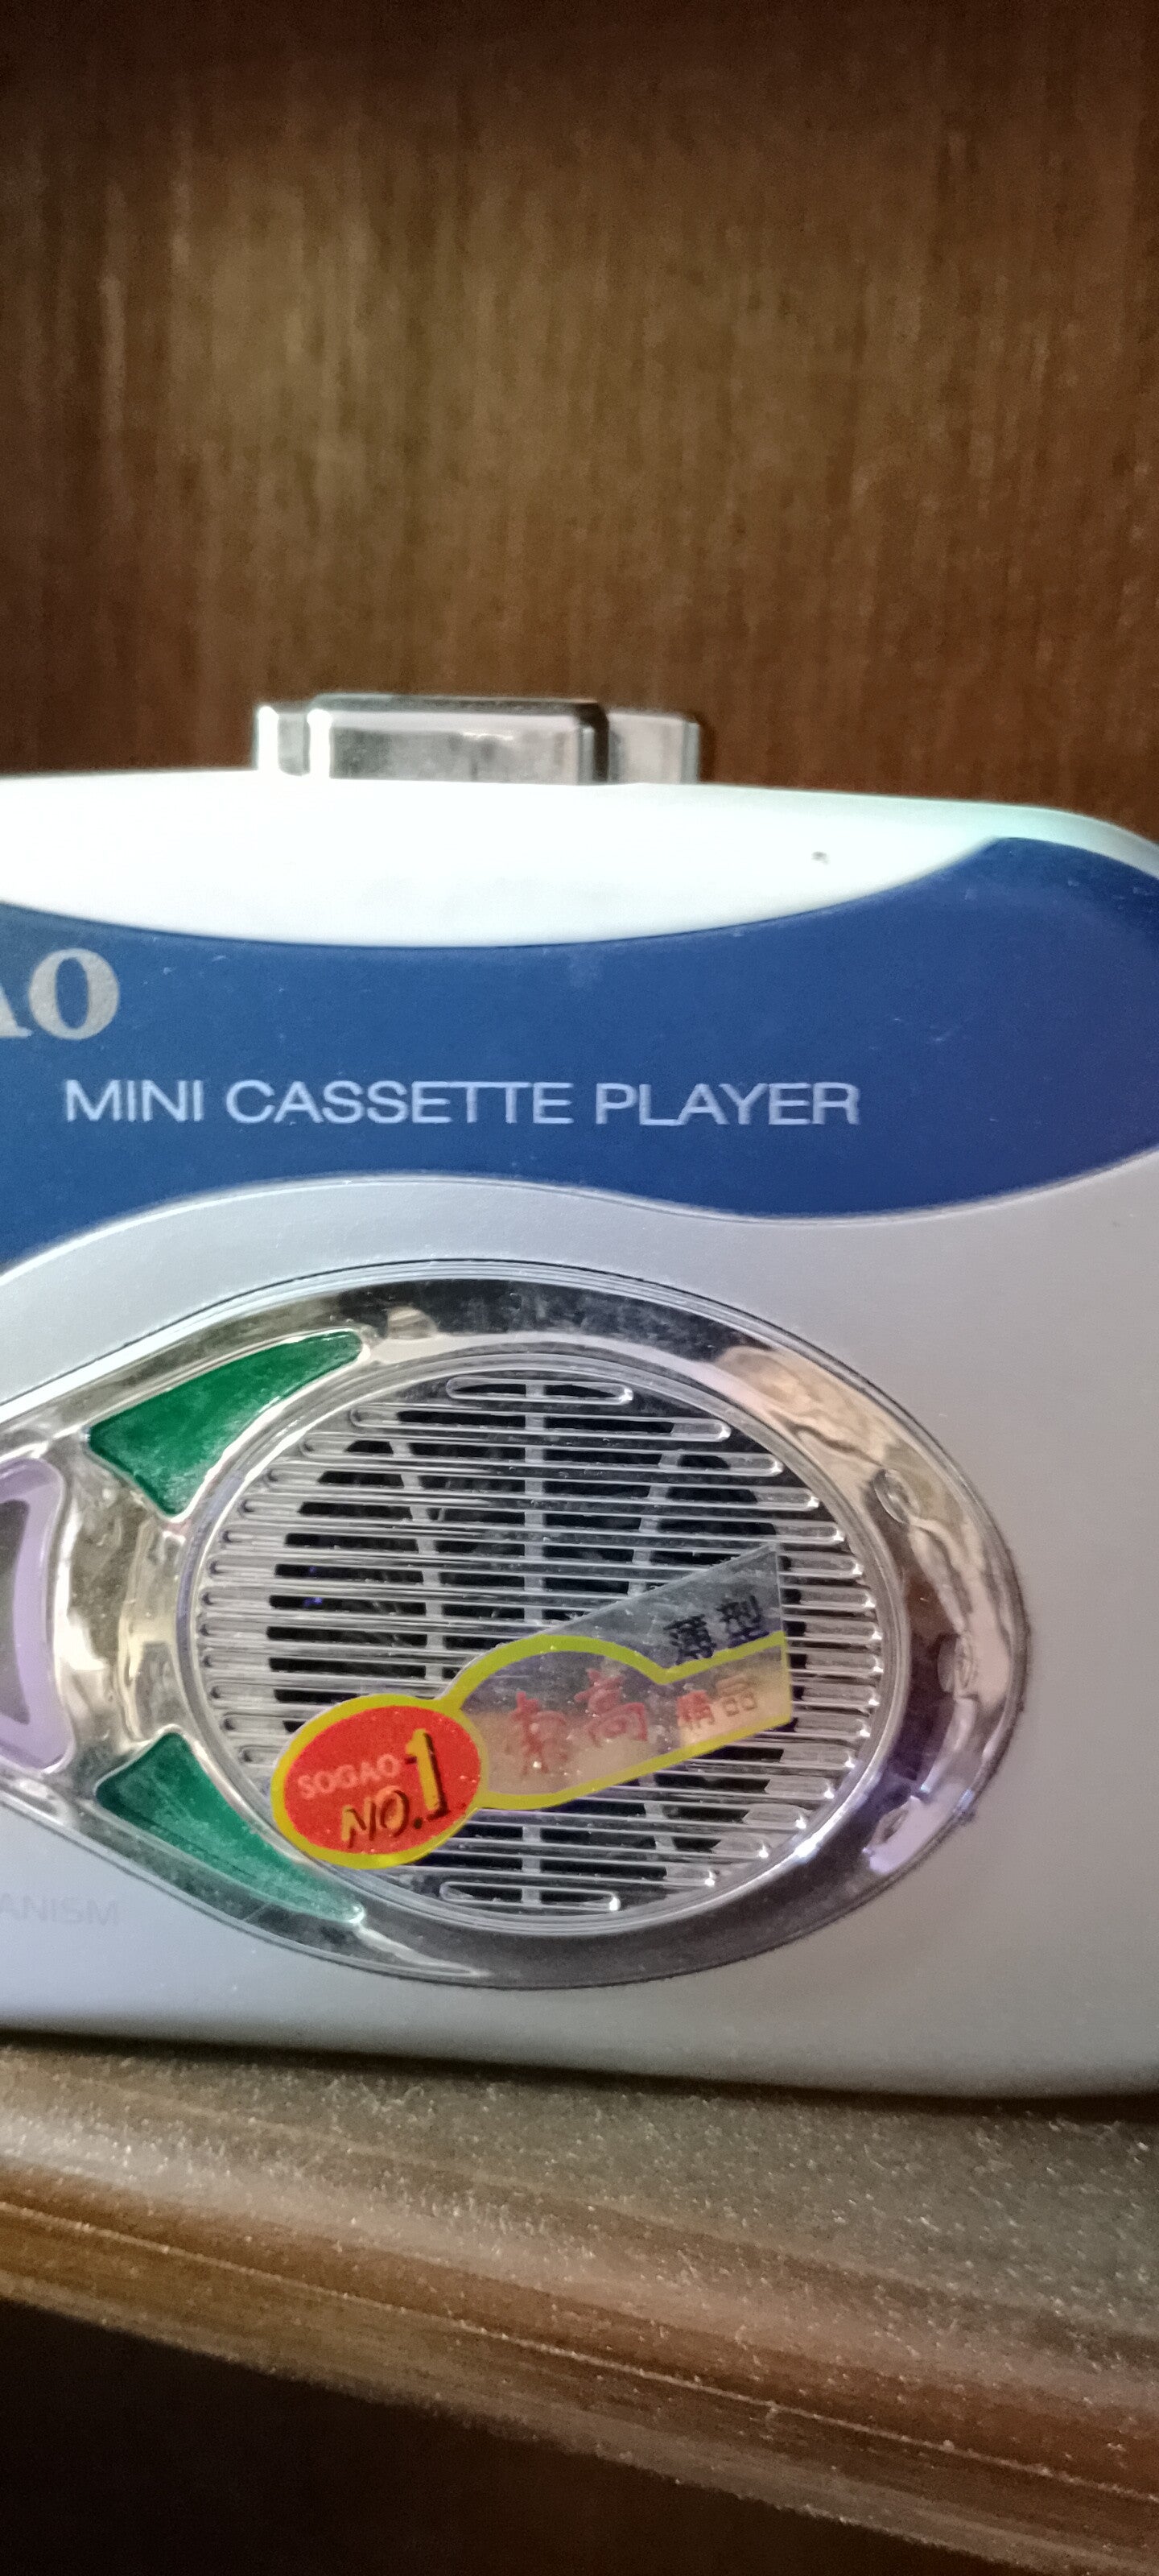 AO
MINI CASSETTE PLAYER
薄型
索高 精品
SOGAO
NO.1
ANISM